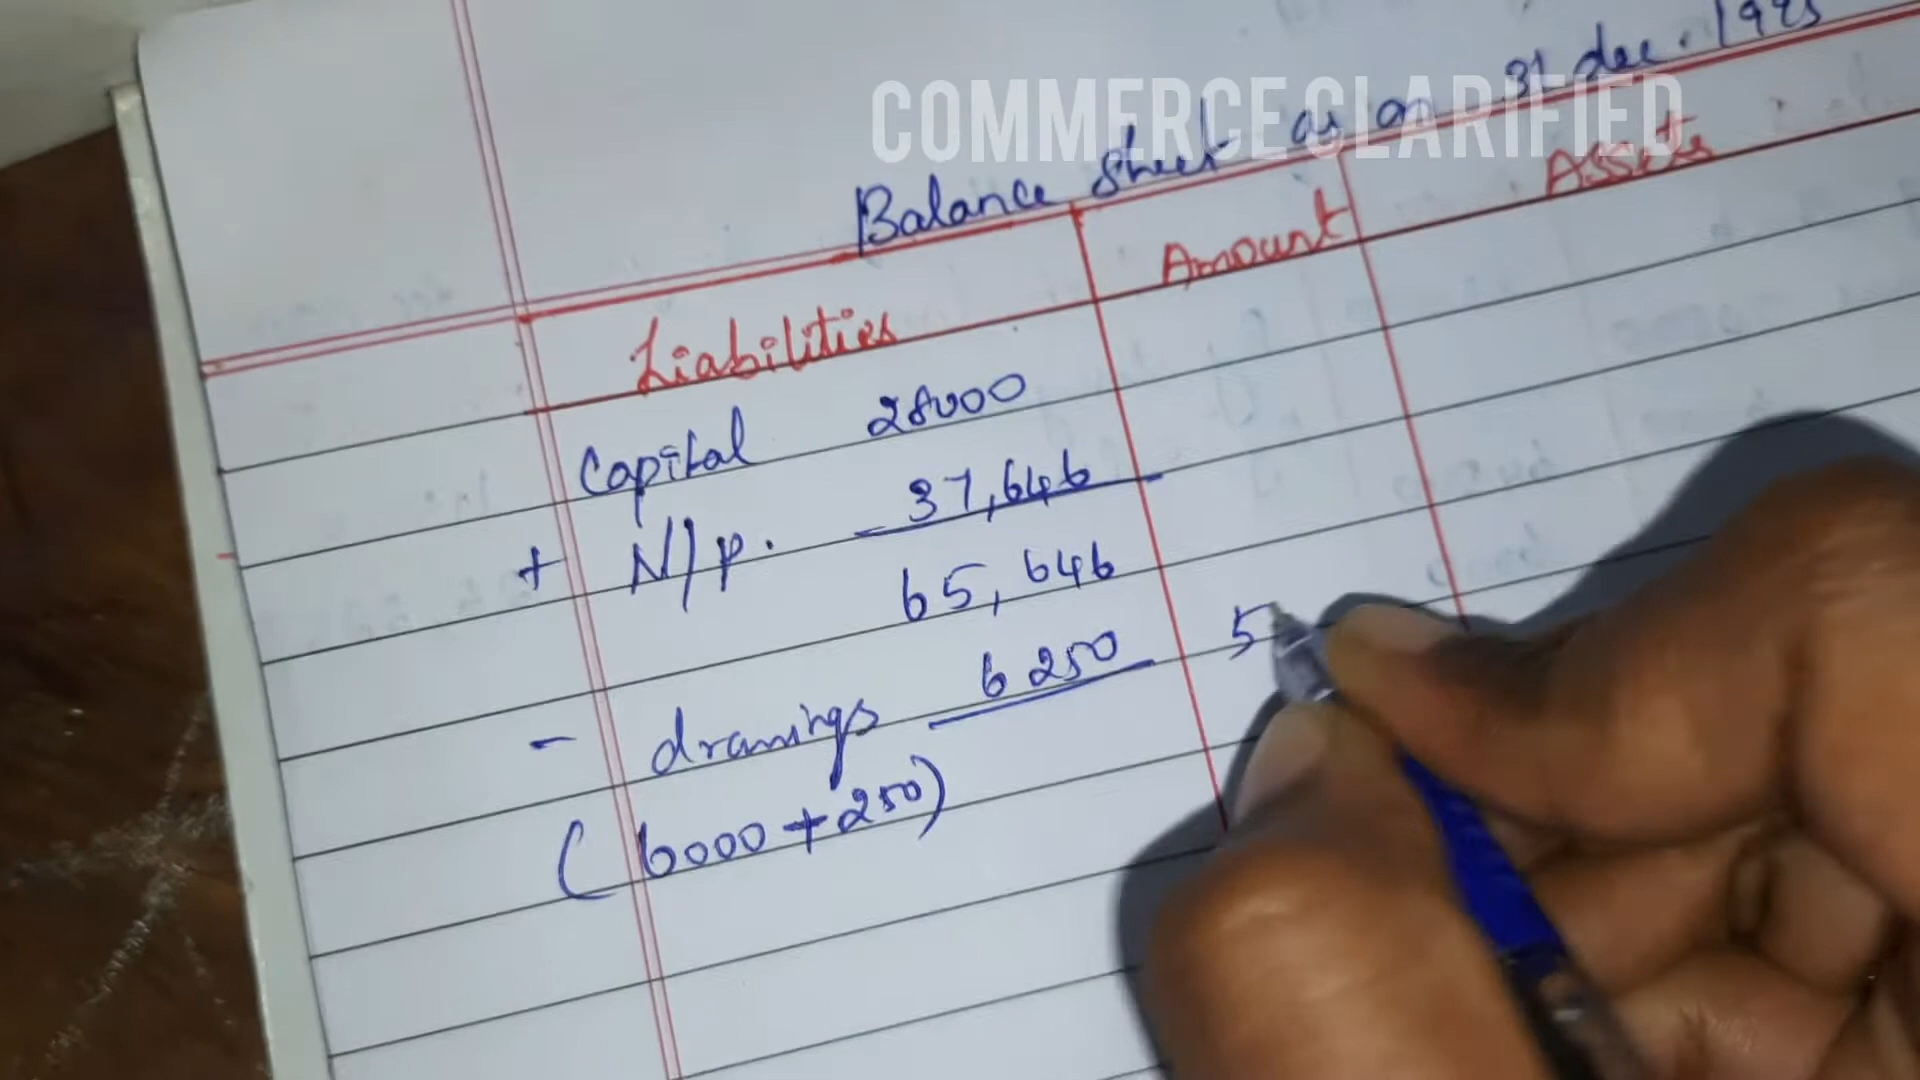 COMMERCE CLARIFIED
Balance sheet as on 31 dec. 1995
Liabilities Amount Assets
Capital 28000
+ N/p. 37,646
65,646
- drawings 6250 5
(6000+250)